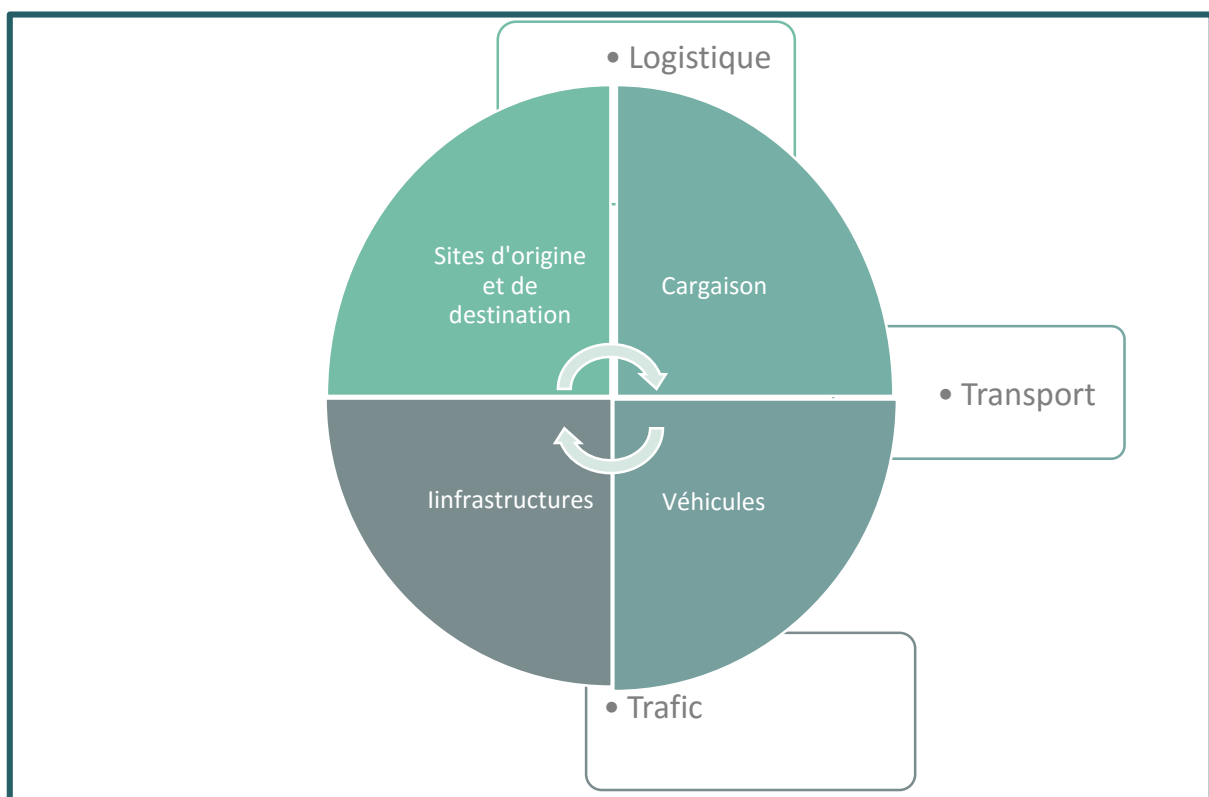 • Logistique
Sites d'origine
et de
destination
Cargaison
• Transport
Iinfrastructures
Véhicules
• Trafic